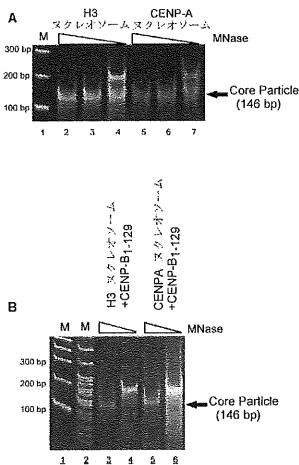 A
H3 CENP-A
ヌクレオソーム ヌクレオソーム
M MNase
300 bp
200 bp
100 bp
Core Particle
(146 bp)
1 2 3 4 5 6 7
H3 ヌクレオソーム
+CENP-B1-129
CENPA ヌクレオソーム
+CENP-B1-129
B
M M MNase
300 bp
200 bp
100 bp
Core Particle
(146 bp)
1 2 3 4 5 6